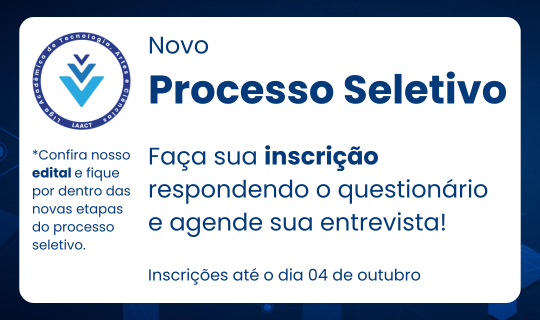 Liga Acadêmica de Tecnologia, Artes e Ciências
LAACT
*Confira nosso
edital e fique
por dentro das
novas etapas
do processo
seletivo.
Novo
Processo Seletivo
Faça sua inscrição
respondendo o questionário
e agende sua entrevista!
Inscrições até o dia 04 de outubro